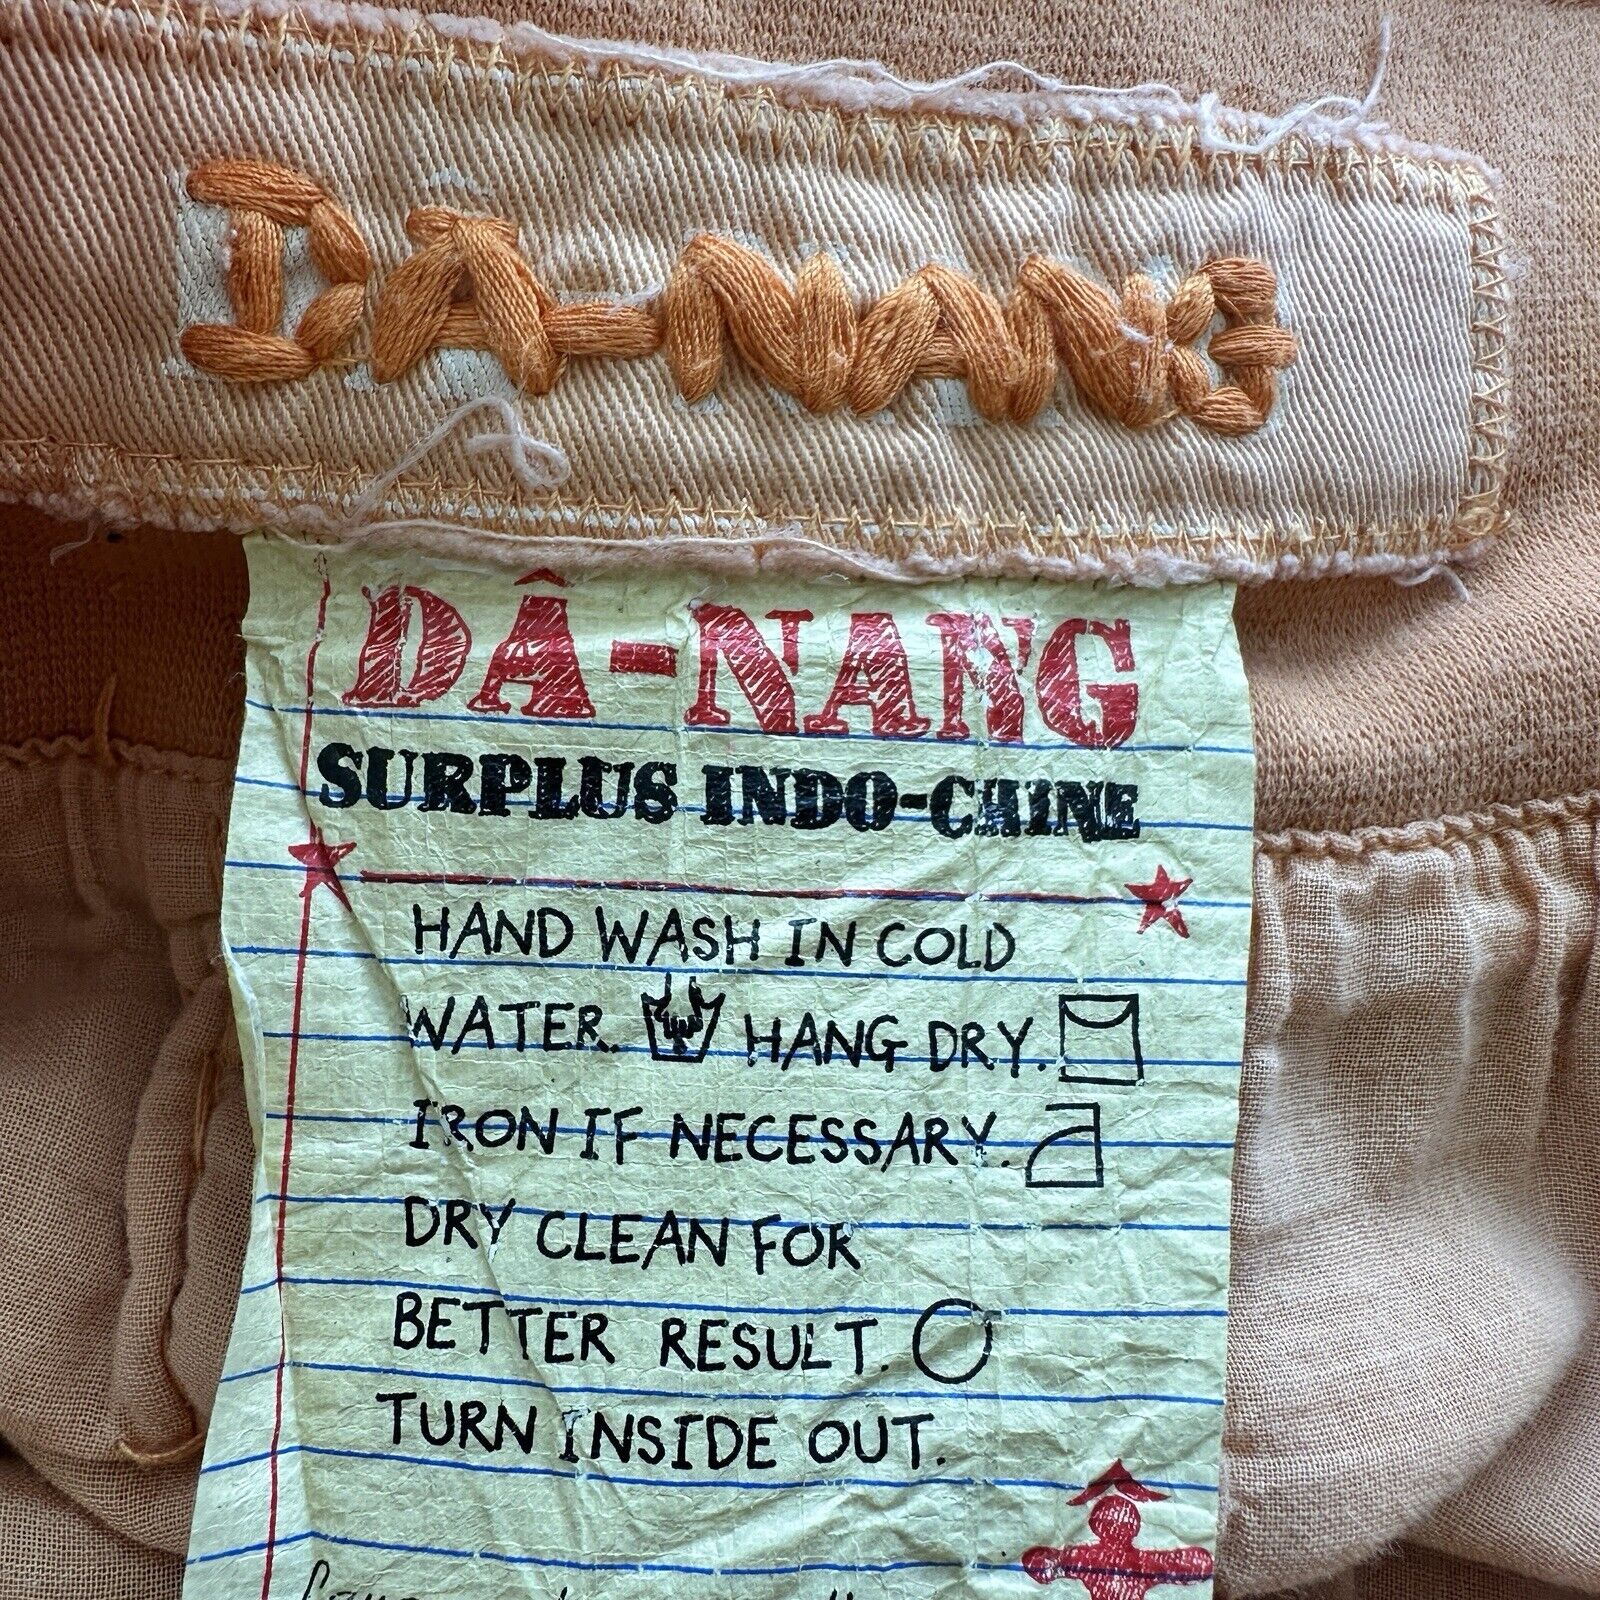 DA-NANG
DÂ-NANG
SURPLUS INDO-CHINE
HAND WASH IN COLD
WATER. HANG DRY.
IRON IF NECESSARY.
DRY CLEAN FOR
BETTER RESULT.
TURN INSIDE OUT.